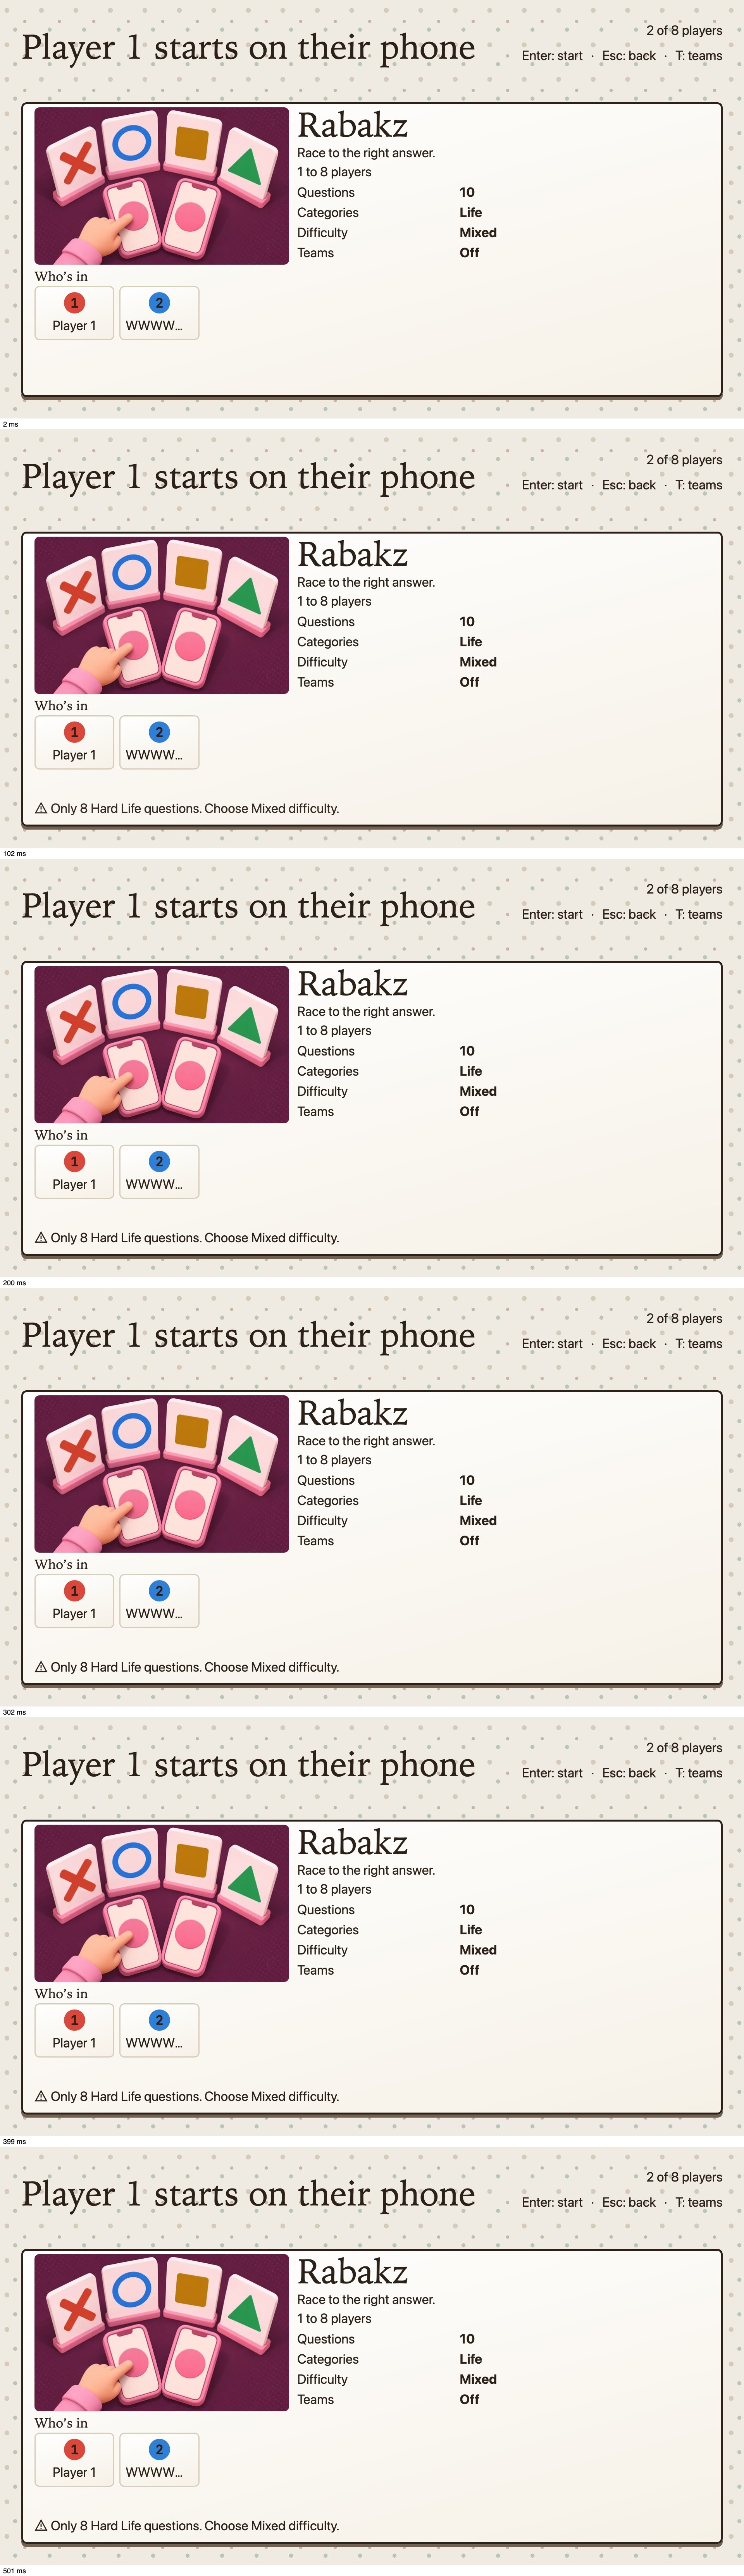 Player 1 starts on their phone
2 of 8 players
Enter: start · Esc: back · T: teams
Rabakz
Race to the right answer.
1 to 8 players
Questions 10
Categories Life
Difficulty Mixed
Teams Off
Who's in
1 2
Player 1 WWWW...
2 ms
Player 1 starts on their phone
2 of 8 players
Enter: start · Esc: back · T: teams
Rabakz
Race to the right answer.
1 to 8 players
Questions 10
Categories Life
Difficulty Mixed
Teams Off
Who's in
1 2
Player 1 WWWW...
⚠ Only 8 Hard Life questions. Choose Mixed difficulty.
102 ms
Player 1 starts on their phone
2 of 8 players
Enter: start · Esc: back · T: teams
Rabakz
Race to the right answer.
1 to 8 players
Questions 10
Categories Life
Difficulty Mixed
Teams Off
Who's in
1 2
Player 1 WWWW...
⚠ Only 8 Hard Life questions. Choose Mixed difficulty.
200 ms
Player 1 starts on their phone
2 of 8 players
Enter: start · Esc: back · T: teams
Rabakz
Race to the right answer.
1 to 8 players
Questions 10
Categories Life
Difficulty Mixed
Teams Off
Who's in
1 2
Player 1 WWWW...
⚠ Only 8 Hard Life questions. Choose Mixed difficulty.
302 ms
Player 1 starts on their phone
2 of 8 players
Enter: start · Esc: back · T: teams
Rabakz
Race to the right answer.
1 to 8 players
Questions 10
Categories Life
Difficulty Mixed
Teams Off
Who's in
1 2
Player 1 WWWW...
⚠ Only 8 Hard Life questions. Choose Mixed difficulty.
399 ms
Player 1 starts on their phone
2 of 8 players
Enter: start · Esc: back · T: teams
Rabakz
Race to the right answer.
1 to 8 players
Questions 10
Categories Life
Difficulty Mixed
Teams Off
Who's in
1 2
Player 1 WWWW...
⚠ Only 8 Hard Life questions. Choose Mixed difficulty.
501 ms